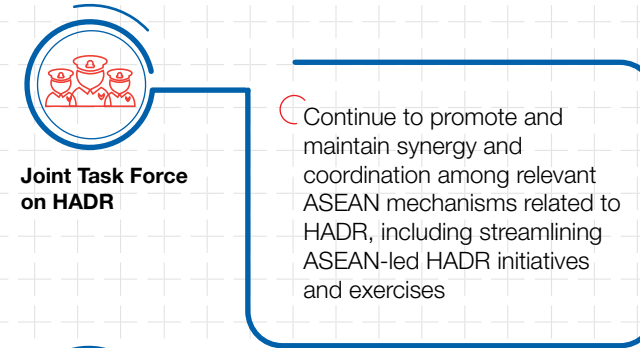 Joint Task Force
on HADR
Continue to promote and
maintain synergy and
coordination among relevant
ASEAN mechanisms related to
HADR, including streamlining
ASEAN-led HADR initiatives
and exercises